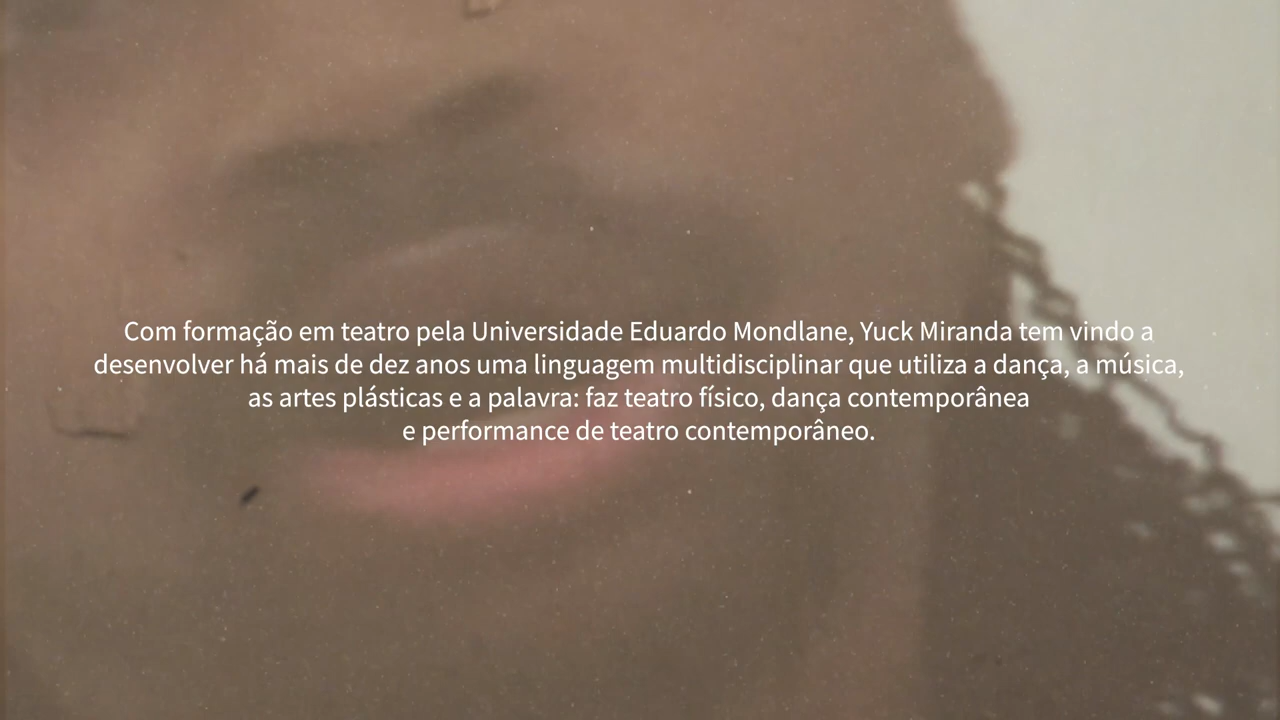 Com formação em teatro pela Universidade Eduardo Mondlane, Yuck Miranda tem vindo a
desenvolver há mais de dez anos uma linguagem multidisciplinar que utiliza a dança, a música,
as artes plásticas e a palavra: faz teatro físico, dança contemporânea
e performance de teatro contemporâneo.